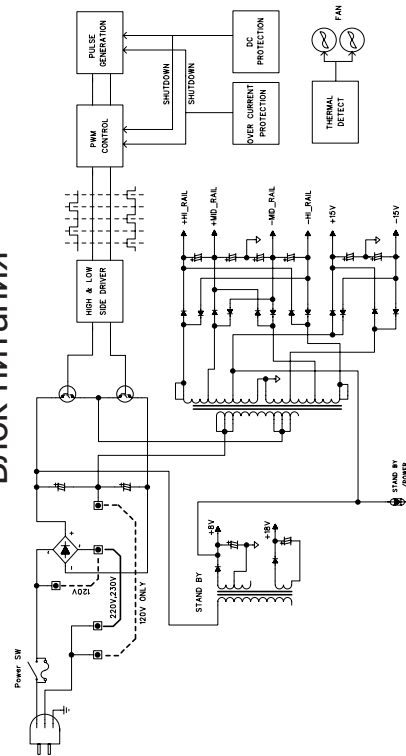 Блок питания
Power SW
120V
220V,230V
120V ONLY
HIGH & LOW
SIDE DRIVER
PWM
CONTROL
PULSE
GENERATION
SHUTDOWN
SHUTDOWN
DC
PROTECTION
OVER CURRENT
PROTECTION
FAN
THERMAL
DETECT
+HI_RAIL
+MID_RAIL
-MID_RAIL
-HI_RAIL
+15V
-15V
STAND BY
+8V
+18V
STAND BY
/POWER